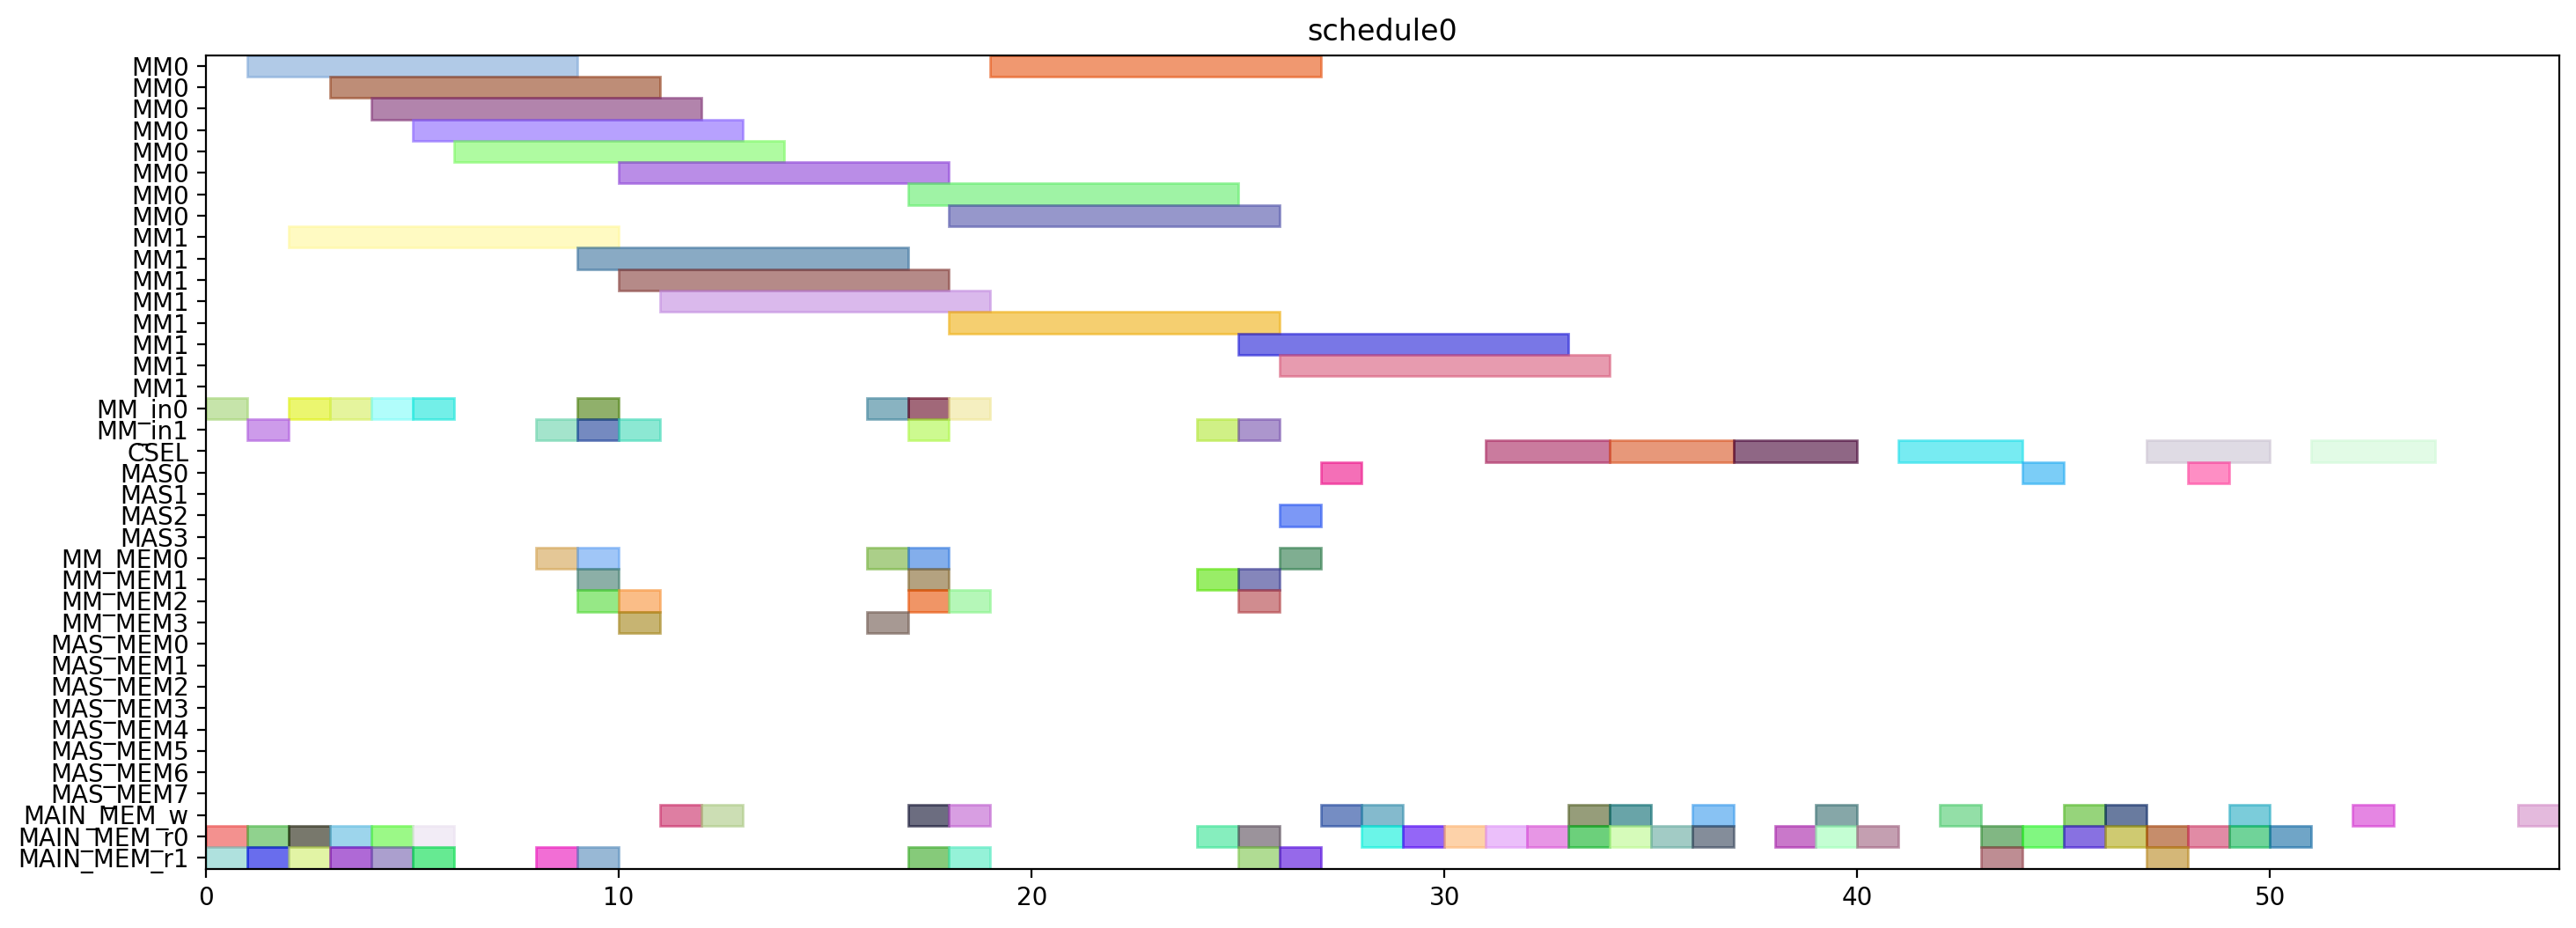 schedule0
MM0
MM0
MM0
MM0
MM0
MM0
MM0
MM0
MM1
MM1
MM1
MM1
MM1
MM1
MM1
MM1
MM_in0
MM_in1
CSEL
MAS0
MAS1
MAS2
MAS3
MM_MEM0
MM_MEM1
MM_MEM2
MM_MEM3
MAS_MEM0
MAS_MEM1
MAS_MEM2
MAS_MEM3
MAS_MEM4
MAS_MEM5
MAS_MEM6
MAS_MEM7
MAIN_MEM_w
MAIN_MEM_r0
MAIN_MEM_r1
0 10 20 30 40 50